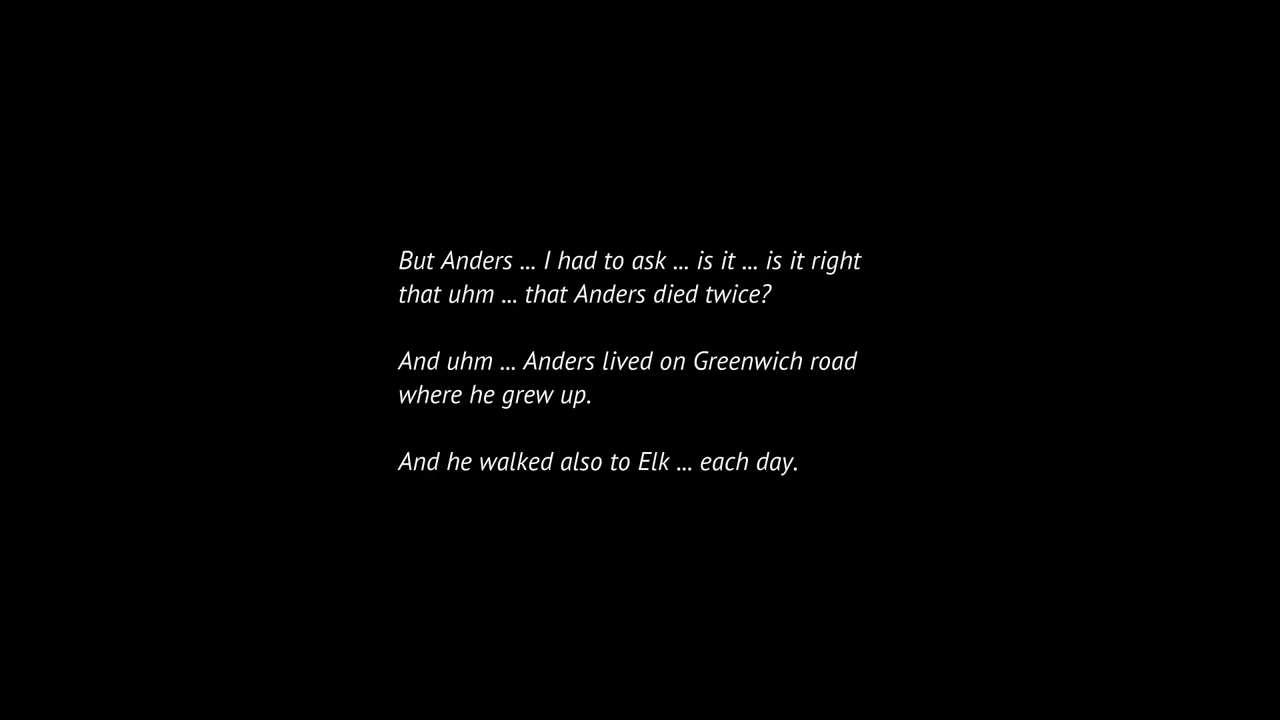 But Anders ... I had to ask ... is it ... is it right
that uhm ... that Anders died twice?
And uhm ... Anders lived on Greenwich road
where he grew up.
And he walked also to Elk ... each day.